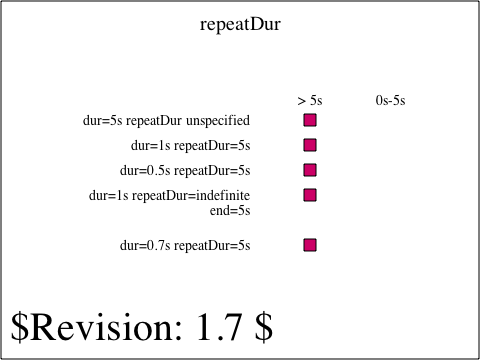 repeatDur
> 5s 0s-5s
dur=5s repeatDur unspecified
dur=1s repeatDur=5s
dur=0.5s repeatDur=5s
dur=1s repeatDur=indefinite
end=5s
dur=0.7s repeatDur=5s
$Revision: 1.7 $